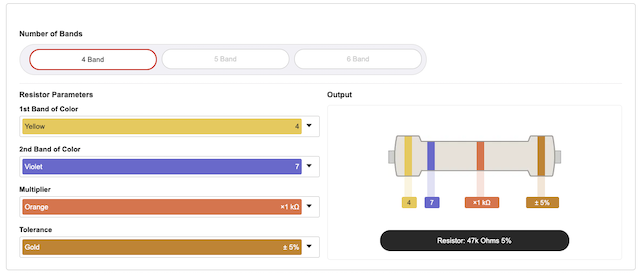 Number of Bands
4 Band
5 Band
6 Band
Resistor Parameters
1st Band of Color
Yellow 4
2nd Band of Color
Violet 7
Multiplier
Orange ×1 kΩ
Tolerance
Gold ± 5%
Output
4 7 ×1 kΩ ± 5%
Resistor: 47k Ohms 5%